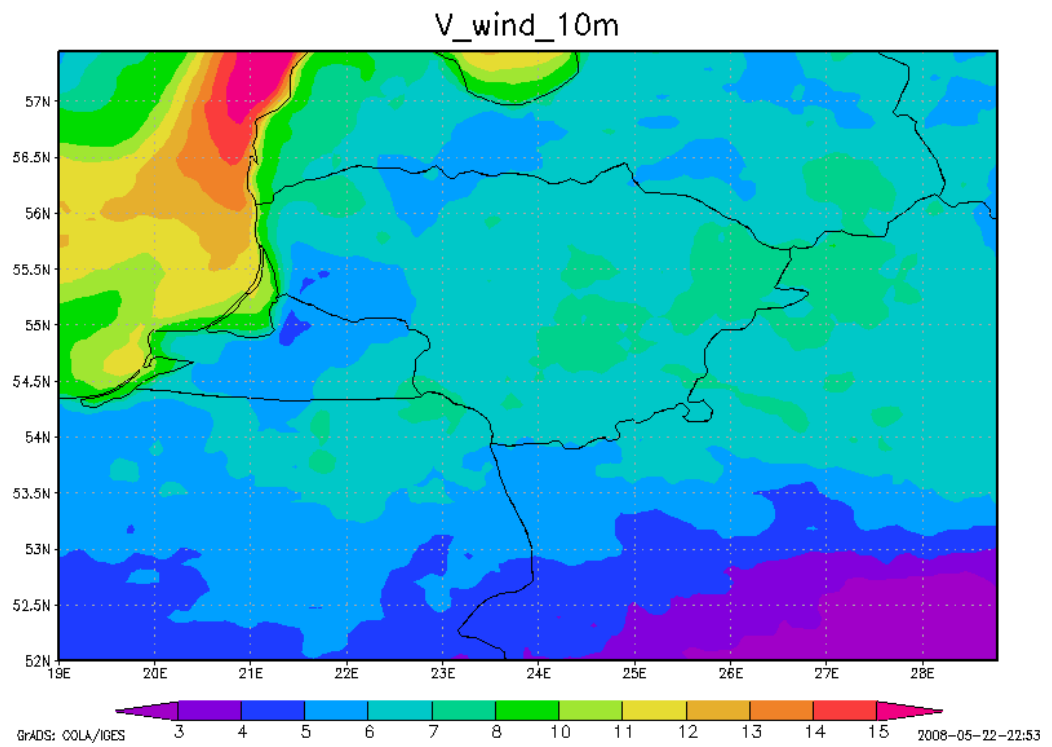 V_wind_10m
57N
56.5N
56N
55.5N
55N
54.5N
54N
53.5N
53N
52.5N
52N
19E 20E 21E 22E 23E 24E 25E 26E 27E 28E
3 4 5 6 7 8 10 11 12 13 14 15
GrADS: COLA/IGES 2008-05-22-22:53